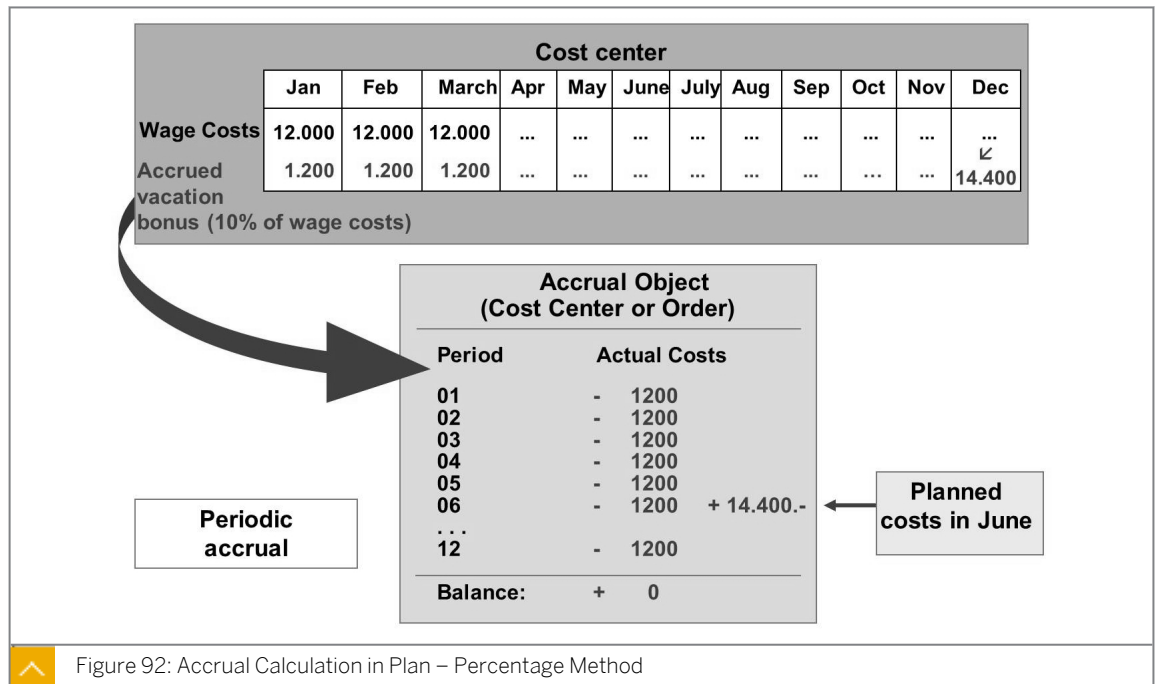 Cost center
Jan Feb March Apr May June July Aug Sep Oct Nov Dec
Wage Costs 12.000 12.000 12.000 ... ... ... ... ... ... ... ... ...
Accrued 1.200 1.200 1.200 ... ... ... ... ... ... ... ... 14.400
vacation
bonus (10% of wage costs)
Accrual Object
(Cost Center or Order)
Period Actual Costs
01 - 1200
02 - 1200
03 - 1200
04 - 1200
05 - 1200
06 - 1200 + 14.400.-
. . .
12 - 1200
Balance: + 0
Planned
costs in June
Periodic
accrual
Figure 92: Accrual Calculation in Plan – Percentage Method